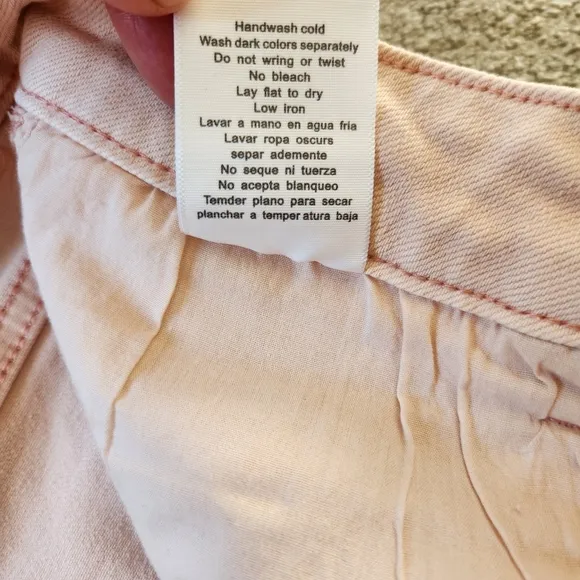 Handwash cold
Wash dark colors separately
Do not wring or twist
No bleach
Lay flat to dry
Low iron
Lavar a mano en agua fria
Lavar ropa oscurs
separ ademente
No seque ni tuerza
No acepta blanqueo
Temder plano para secar
planchar a temper atura baja